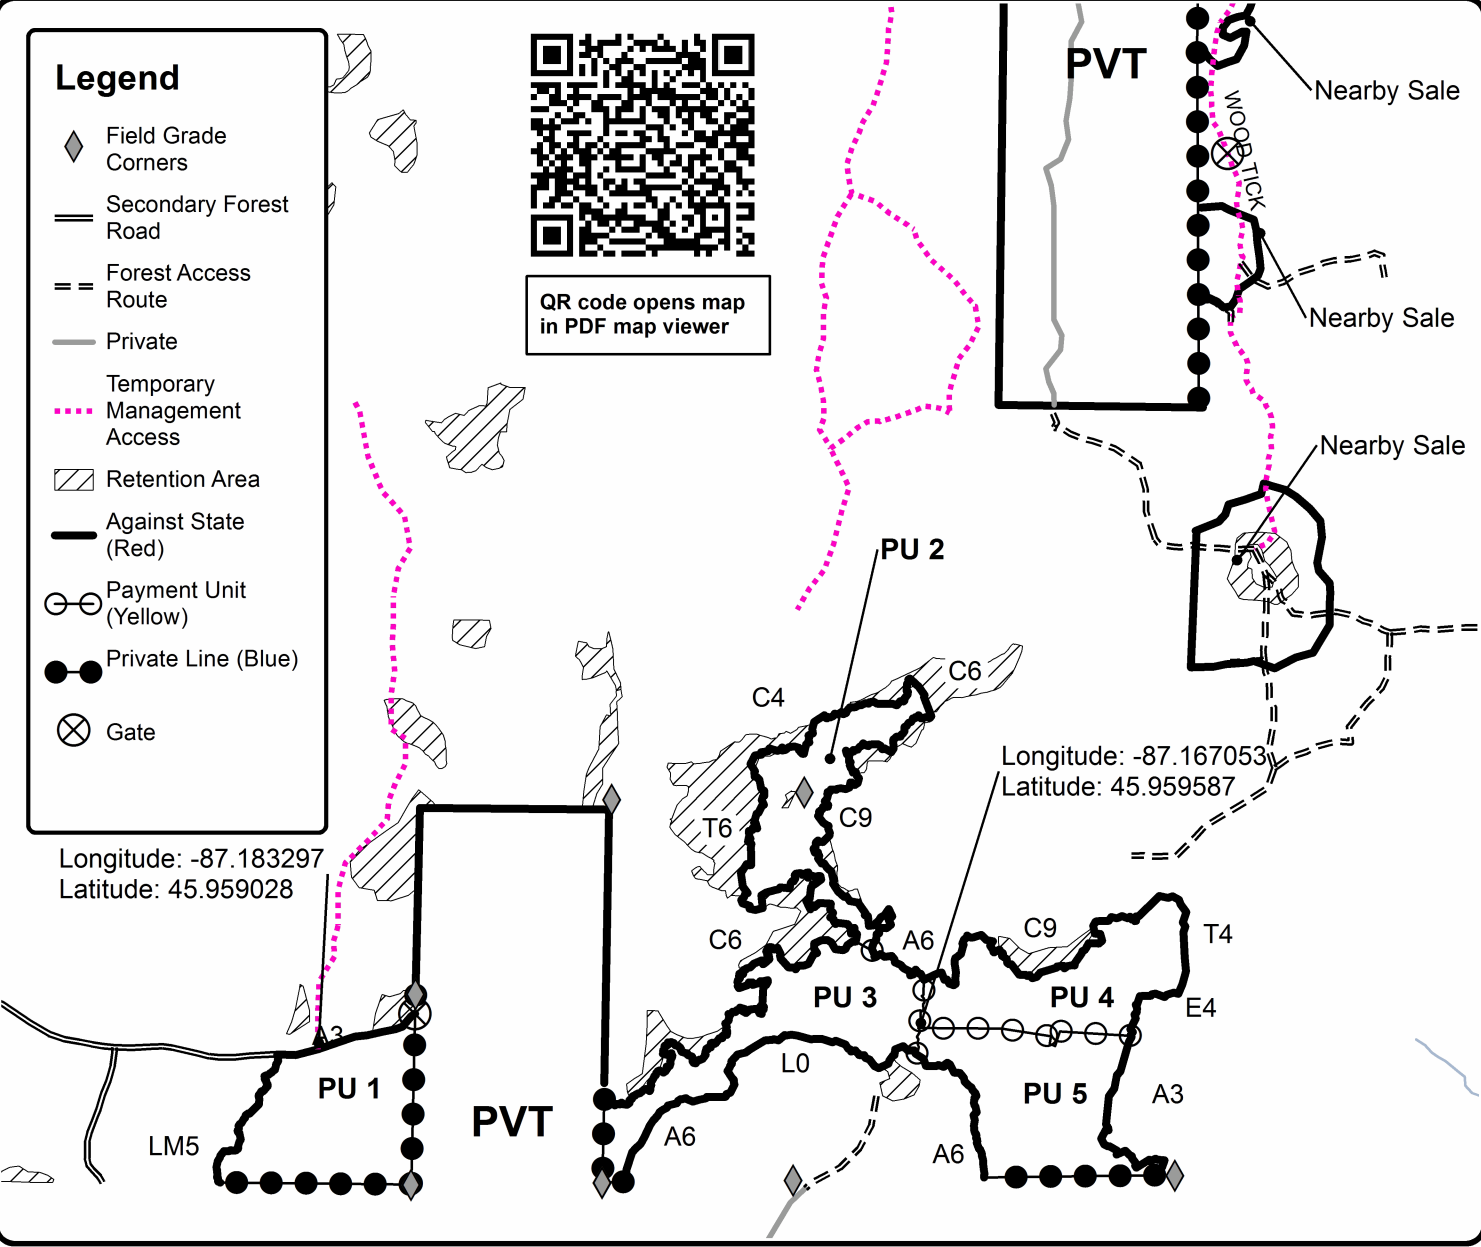 Legend
Field Grade
Corners
Secondary Forest
Road
Forest Access
Route
Private
Temporary
Management
Access
Retention Area
Against State
(Red)
Payment Unit
(Yellow)
Private Line (Blue)
Gate
QR code opens map
in PDF map viewer
PVT
Nearby Sale
WOOD TICK
Nearby Sale
Nearby Sale
PU 2
C6
C4
Longitude: -87.167053
Latitude: 45.959587
T6
C9
Longitude: -87.183297
Latitude: 45.959028
C6
A6
C9
T4
PU 3
PU 4
E4
L0
PU 1
PU 5
A3
PVT
A6
LM5
A6